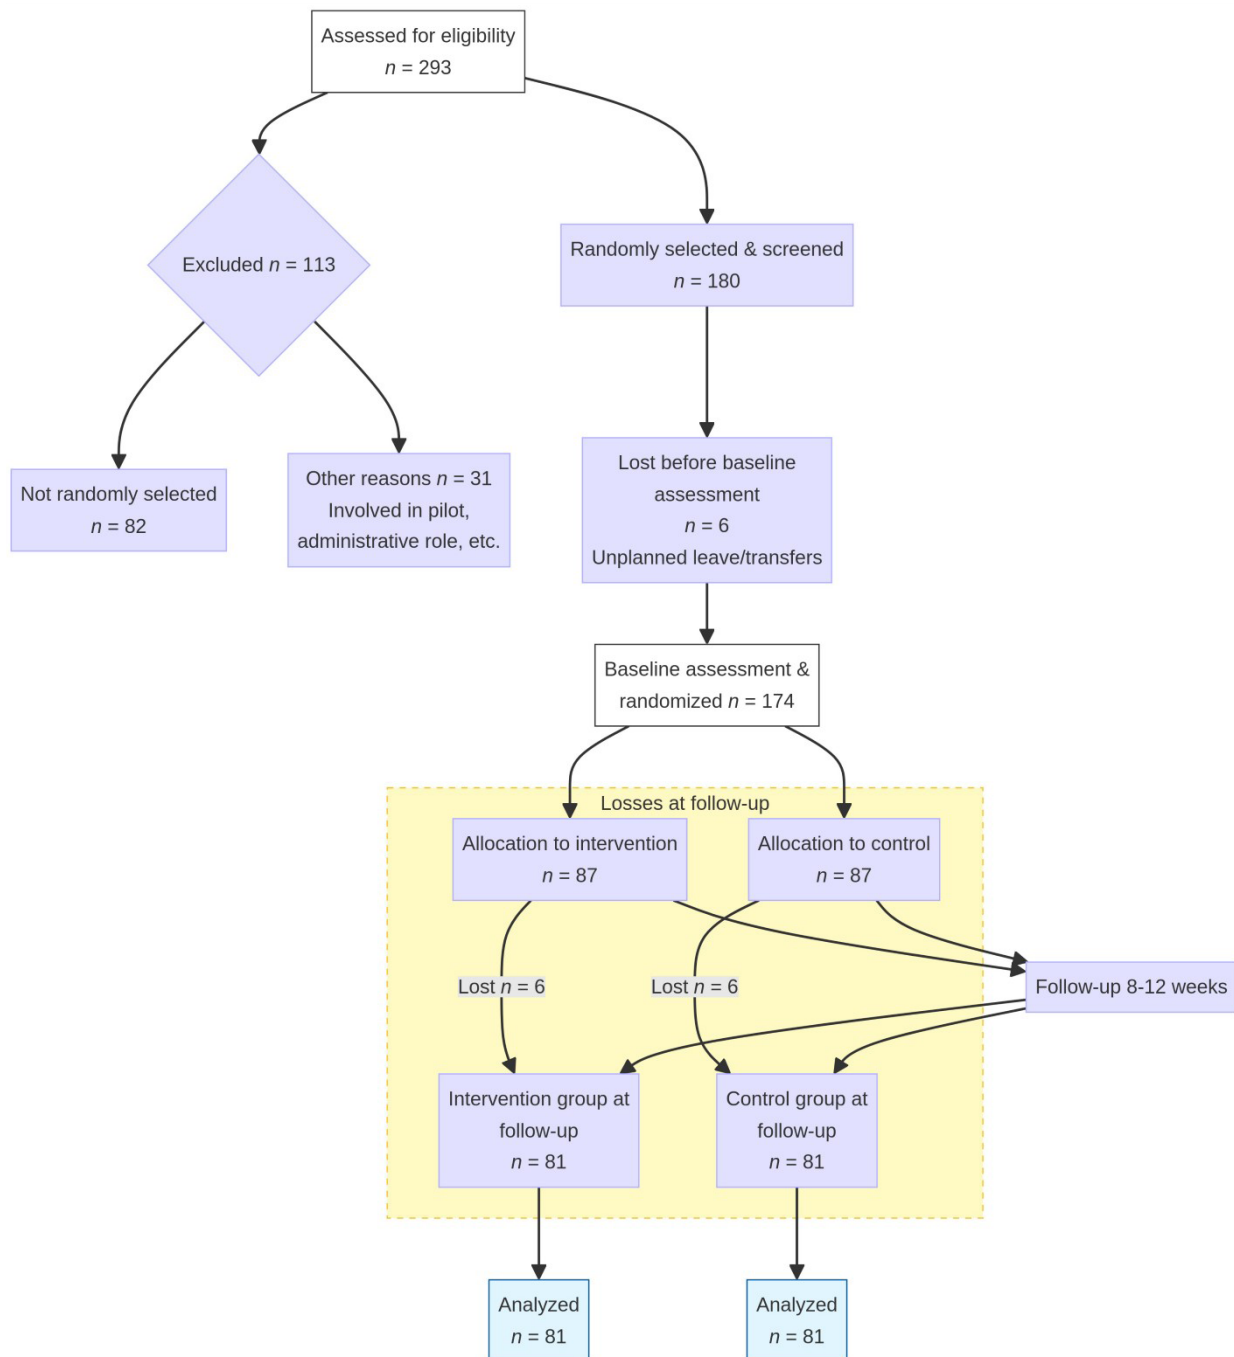 Assessed for eligibility
n = 293
Excluded n = 113
Randomly selected & screened
n = 180
Not randomly selected
n = 82
Other reasons n = 31
Involved in pilot,
administrative role, etc.
Lost before baseline
assessment
n = 6
Unplanned leave/transfers
Baseline assessment &
randomized n = 174
Losses at follow-up
Allocation to intervention
n = 87
Allocation to control
n = 87
Lost n = 6
Lost n = 6
Follow-up 8-12 weeks
Intervention group at
follow-up
n = 81
Control group at
follow-up
n = 81
Analyzed
n = 81
Analyzed
n = 81